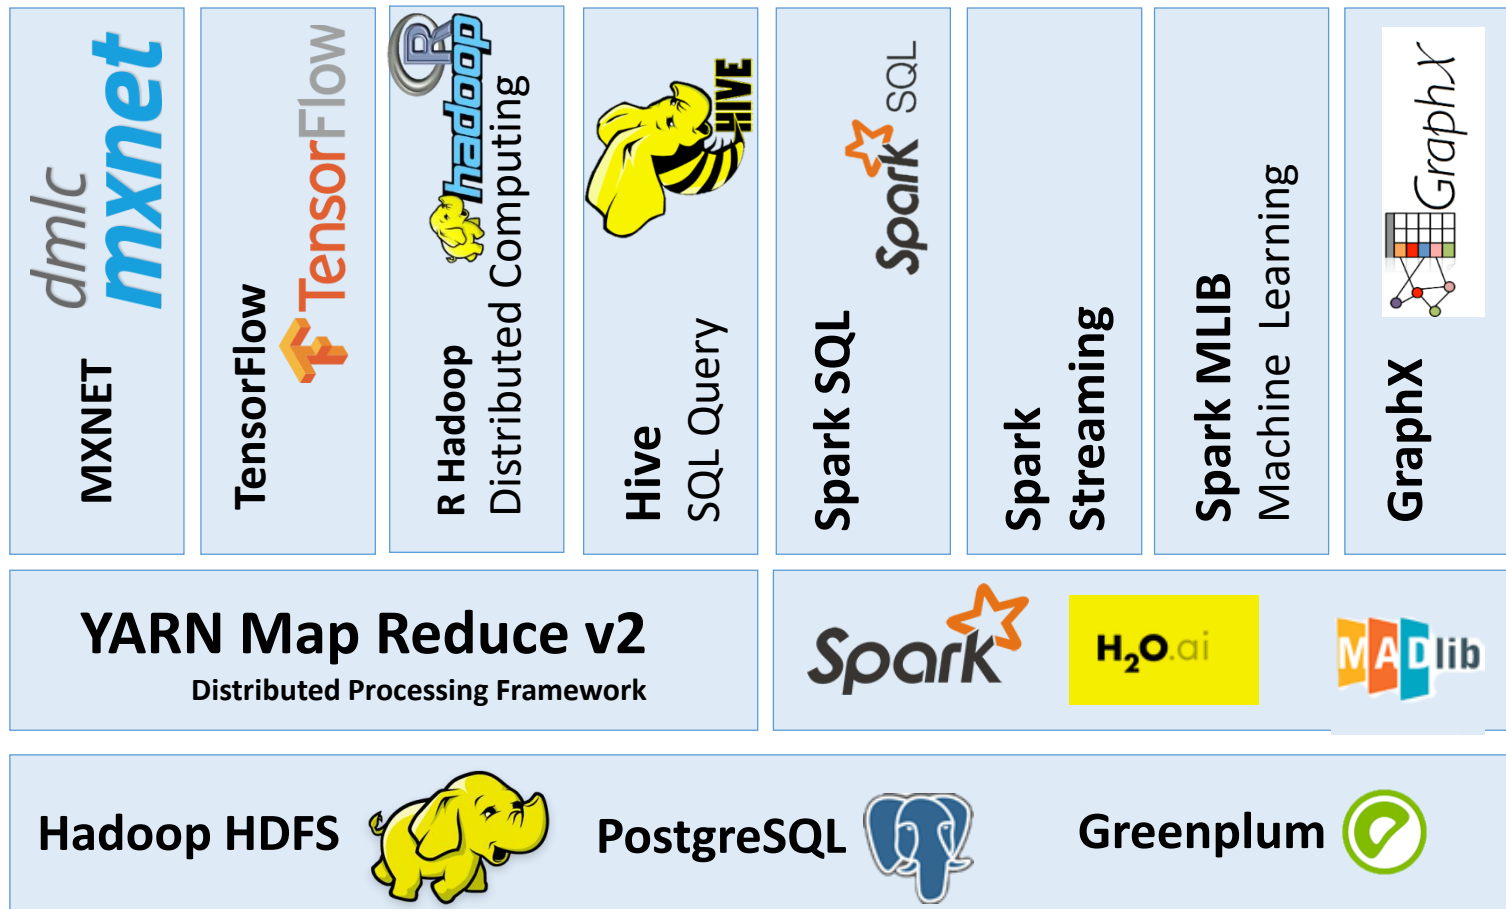 dmlc
mxnet
MXNET
TensorFlow
TensorFlow
R
hadoop
R Hadoop
Distributed Computing
HIVE
Hive
SQL Query
Spark SQL
Spark SQL
Spark
Streaming
Spark MLIB
Machine Learning
GraphX
GraphX
YARN Map Reduce v2
Distributed Processing Framework
Spark
H2O.ai
MADlib
Hadoop HDFS
PostgreSQL
Greenplum